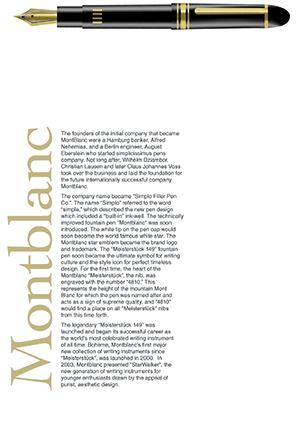 Montblanc
The founders of the initial company that became
MontBlanc were a Hamburg banker, Alfred
Nehemias, and a Berlin engineer, August
Eberstein who started simplicissimus pens
company. Not long after, Wilhelm Dziambor,
Christian Lausen and later Claus Johannes Voss
took over the business and laid the foundation for
the future internationally successful company
Montblanc.
The company name became "Simplo Filler Pen
Co.". The name "Simplo" referred to the word
"simple," which described the new pen design
which included a "built-in" ink-well. The technically
improved fountain pen "Montblanc" was soon
introduced. The white tip on the pen cap would
soon become the world famous white star. The
Montblanc star emblem became the brand logo
and trademark. The "Meisterstück 149" fountain
pen soon became the ultimate symbol for writing
culture and the style icon for perfect timeless
design. For the first time, the heart of the
Montblanc "Meisterstück", the nib, was
engraved with the number "4810." This
represents the height of the mountain Mont
Blanc for which the pen was named after and
acts as a sign of supreme quality, and "4810"
would find a place on all "Meisterstück" nibs
from this time forth.
The legendary "Meisterstück 149" was
launched and began its successful career as
the world's most celebrated writing instrument
of all time. Bohème, Montblanc's first major
new collection of writing instruments since
"Meisterstück", was launched in 2000. In
2003, Montblanc presented "StarWalker", the
new generation of writing instruments for
younger enthusiasts drawn by the appeal of
purist, aesthetic design.